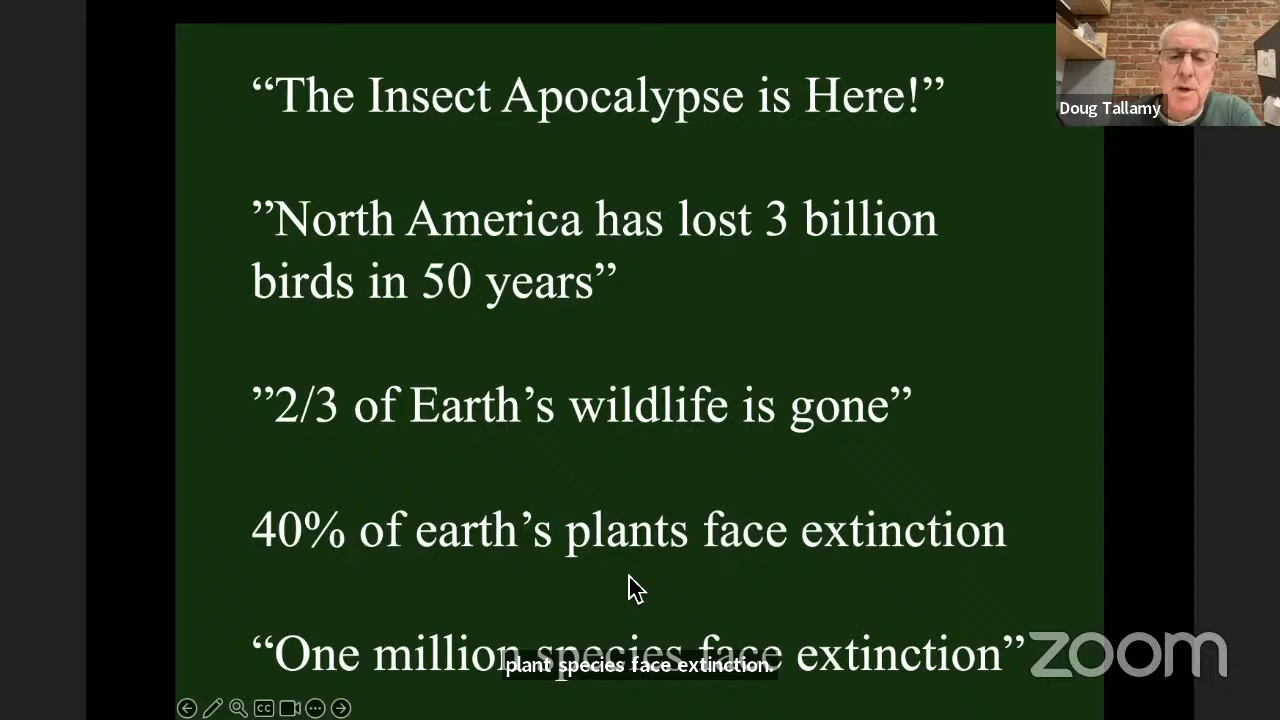 “The Insect Apocalypse is Here!”
Doug Tallamy
”North America has lost 3 billion
birds in 50 years”
”2/3 of Earth’s wildlife is gone”
40% of earth’s plants face extinction
“One million species face extinction”
plant species face extinction.
zoom
CC